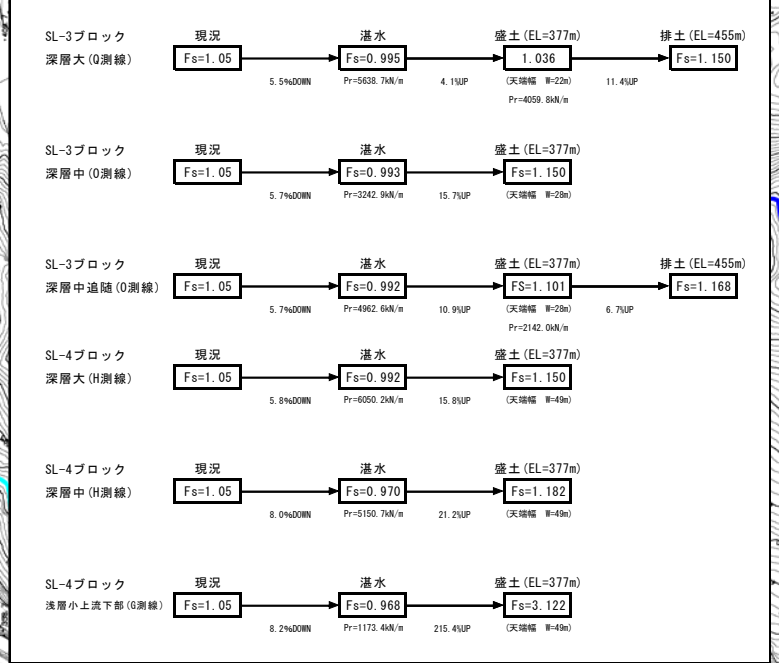 SL-3ブロック 現況 湛水 盛土(EL=377m) 排土(EL=455m)
深層大(Q測線) Fs=1.05 Fs=0.995 1.036 Fs=1.150
5.5%DOWN Pr=5638.7kN/m 4.1%UP (天端幅 W=22m) 11.4%UP
Pr=4059.8kN/m
SL-3ブロック 現況 湛水 盛土(EL=377m)
深層中(O測線) Fs=1.05 Fs=0.993 Fs=1.150
5.7%DOWN Pr=3242.9kN/m 15.7%UP (天端幅 W=28m)
SL-3ブロック 現況 湛水 盛土(EL=377m) 排土(EL=455m)
深層中追随(O測線) Fs=1.05 Fs=0.992 FS=1.101 Fs=1.168
5.7%DOWN Pr=4962.6kN/m 10.9%UP (天端幅 W=28m) 6.7%UP
Pr=2142.0kN/m
SL-4ブロック 現況 湛水 盛土(EL=377m)
深層大(H測線) Fs=1.05 Fs=0.992 Fs=1.150
5.8%DOWN Pr=6050.2kN/m 15.8%UP (天端幅 W=49m)
SL-4ブロック 現況 湛水 盛土(EL=377m)
深層中(H測線) Fs=1.05 Fs=0.970 Fs=1.182
8.0%DOWN Pr=5150.7kN/m 21.2%UP (天端幅 W=49m)
SL-4ブロック 現況 湛水 盛土(EL=377m)
浅層小上流下部(G測線) Fs=1.05 Fs=0.968 Fs=3.122
8.2%DOWN Pr=1173.4kN/m 215.4%UP (天端幅 W=49m)